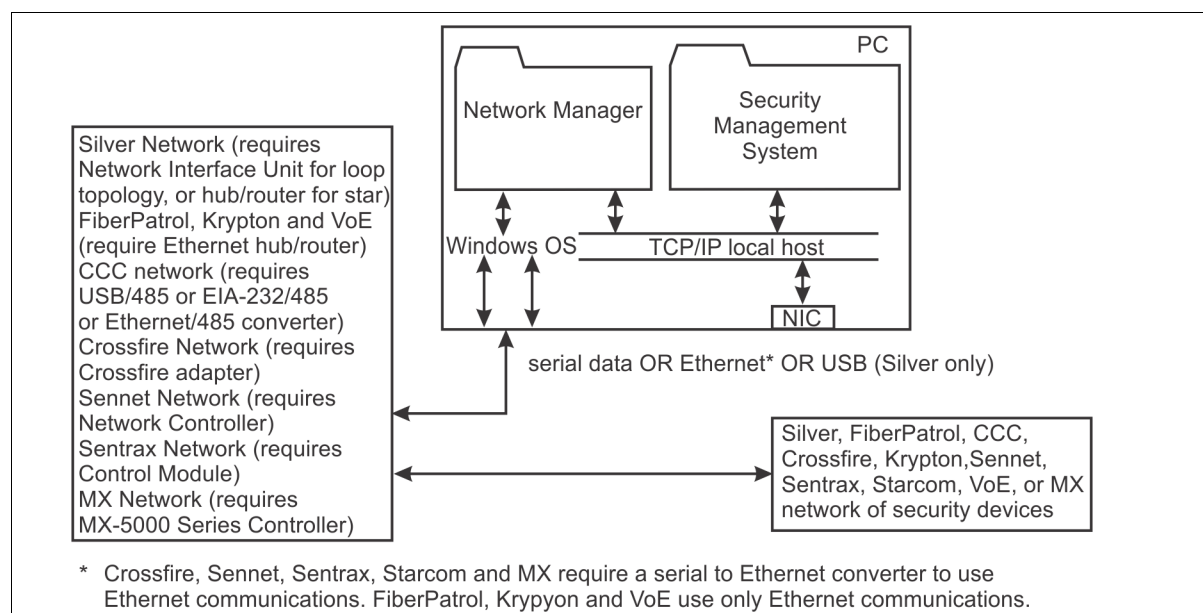 PC
Network Manager
Security
Management
System
Windows OS
TCP/IP local host
NIC
Silver Network (requires
Network Interface Unit for loop
topology, or hub/router for star)
FiberPatrol, Krypton and VoE
(require Ethernet hub/router)
CCC network (requires
USB/485 or EIA-232/485
or Ethernet/485 converter)
Crossfire Network (requires
Crossfire adapter)
Sennet Network (requires
Network Controller)
Sentrax Network (requires
Control Module)
MX Network (requires
MX-5000 Series Controller)
serial data OR Ethernet* OR USB (Silver only)
Silver, FiberPatrol, CCC,
Crossfire, Krypton,Sennet,
Sentrax, Starcom, VoE, or MX
network of security devices
* Crossfire, Sennet, Sentrax, Starcom and MX require a serial to Ethernet converter to use
Ethernet communications. FiberPatrol, Krypyon and VoE use only Ethernet communications.